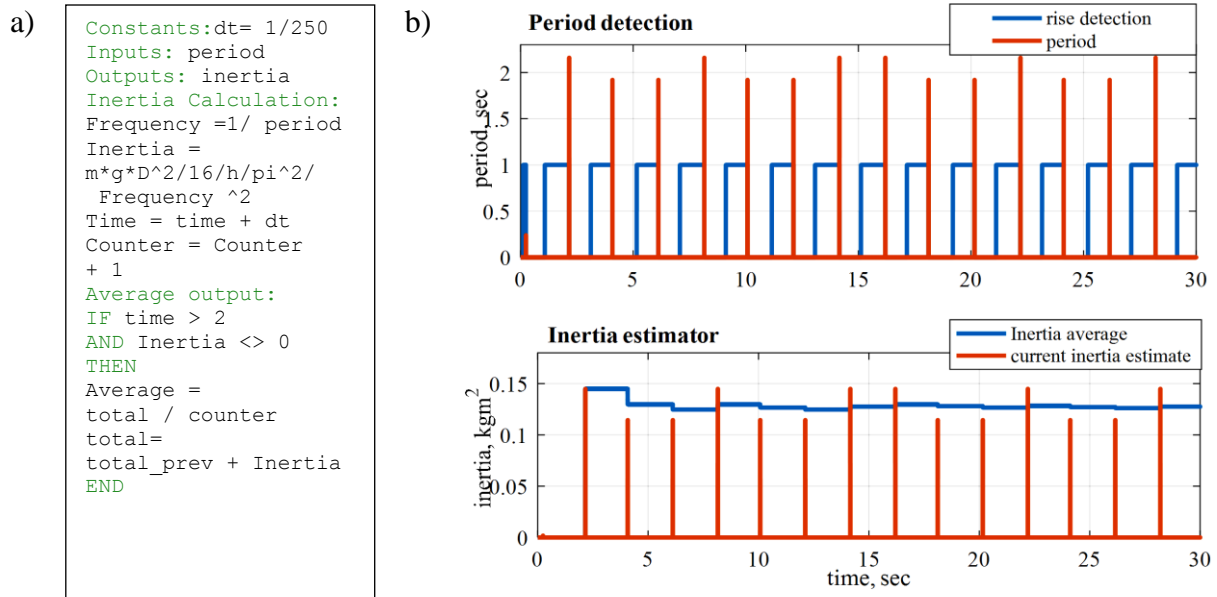 a)
Constants:dt= 1/250
Inputs: period
Outputs: inertia
Inertia Calculation:
Frequency =1/ period
Inertia =
m*g*D^2/16/h/pi^2/
Frequency ^2
Time = time + dt
Counter = Counter
+ 1
Average output:
IF time > 2
AND Inertia <> 0
THEN
Average =
total / counter
total=
total_prev + Inertia
END
b)
Period detection
rise detection
period
period, sec
2
1.5
1
0.5
0
0 5 10 15 20 25 30
Inertia estimator
Inertia average
current inertia estimate
inertia, kgm²
0.15
0.1
0.05
0
0 5 10 15 20 25 30
time, sec